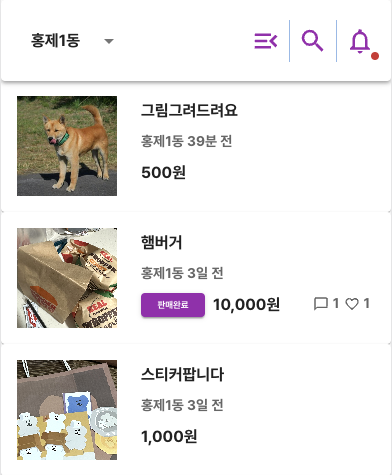 홍제1동
그림그려드려요
홍제1동 39분 전
500원
햄버거
홍제1동 3일 전
판매완료 10,000원 1 1
REAL
스티커팝니다
홍제1동 3일 전
1,000원